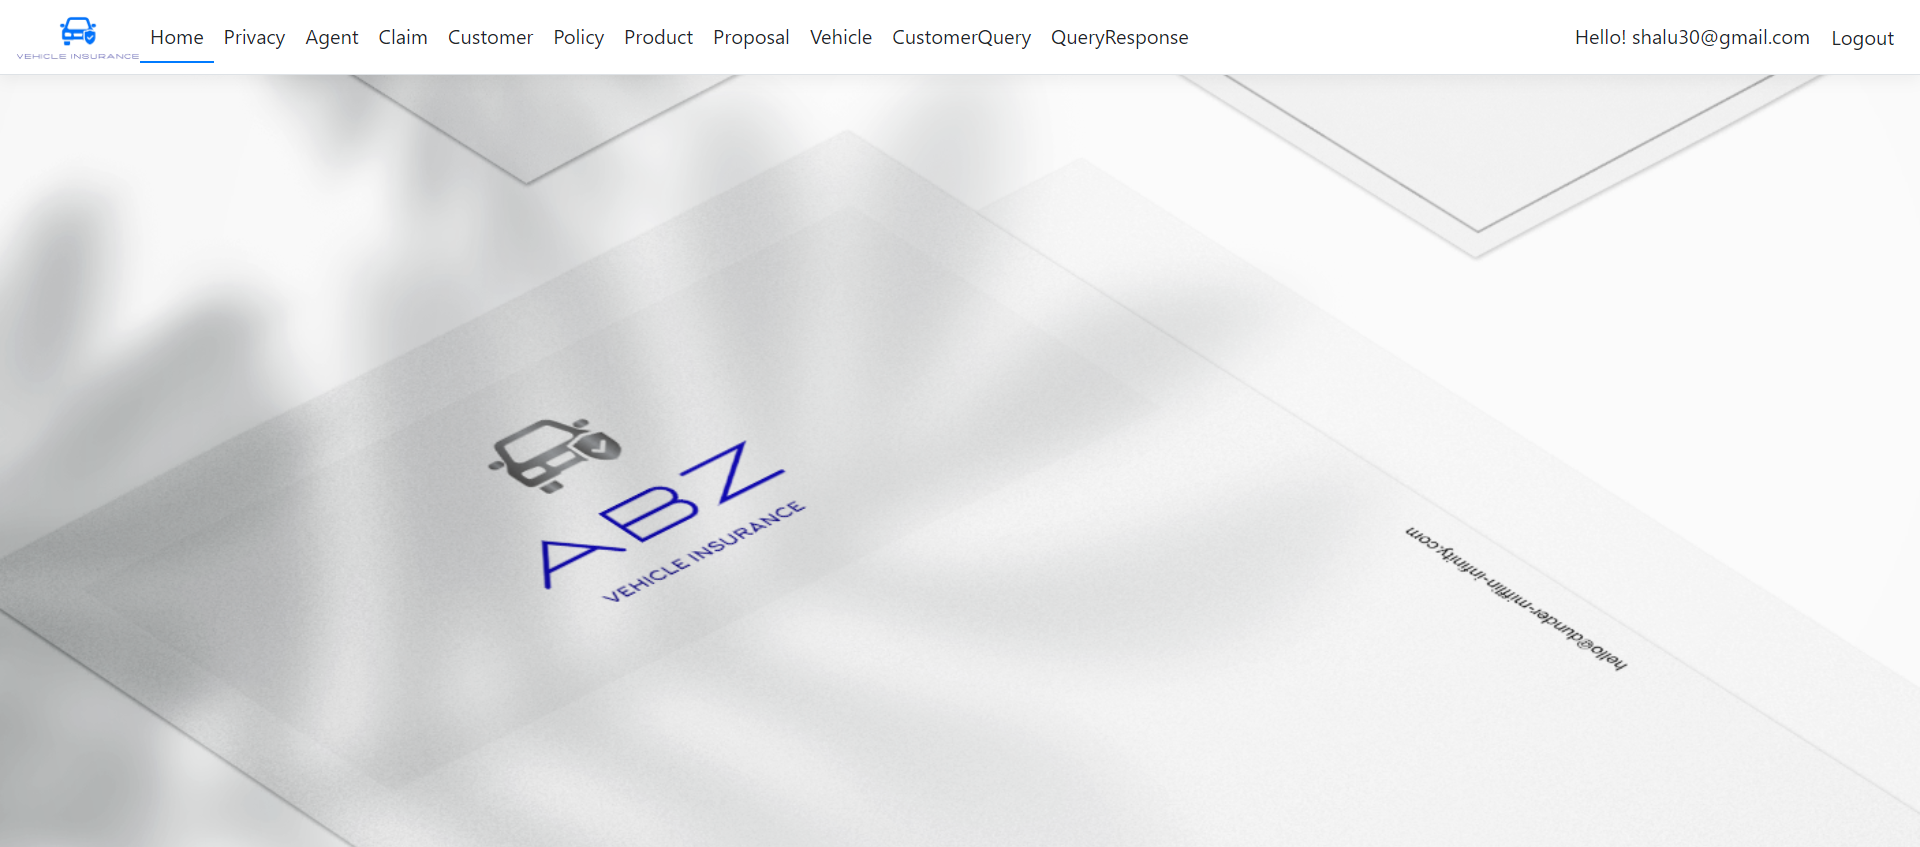 VEHICLE INSURANCE
Home Privacy Agent Claim Customer Policy Product Proposal Vehicle CustomerQuery QueryResponse Hello! shalu30@gmail.com Logout
ABZ
VEHICLE INSURANCE
hello@dunder-mifflin-infinity.com